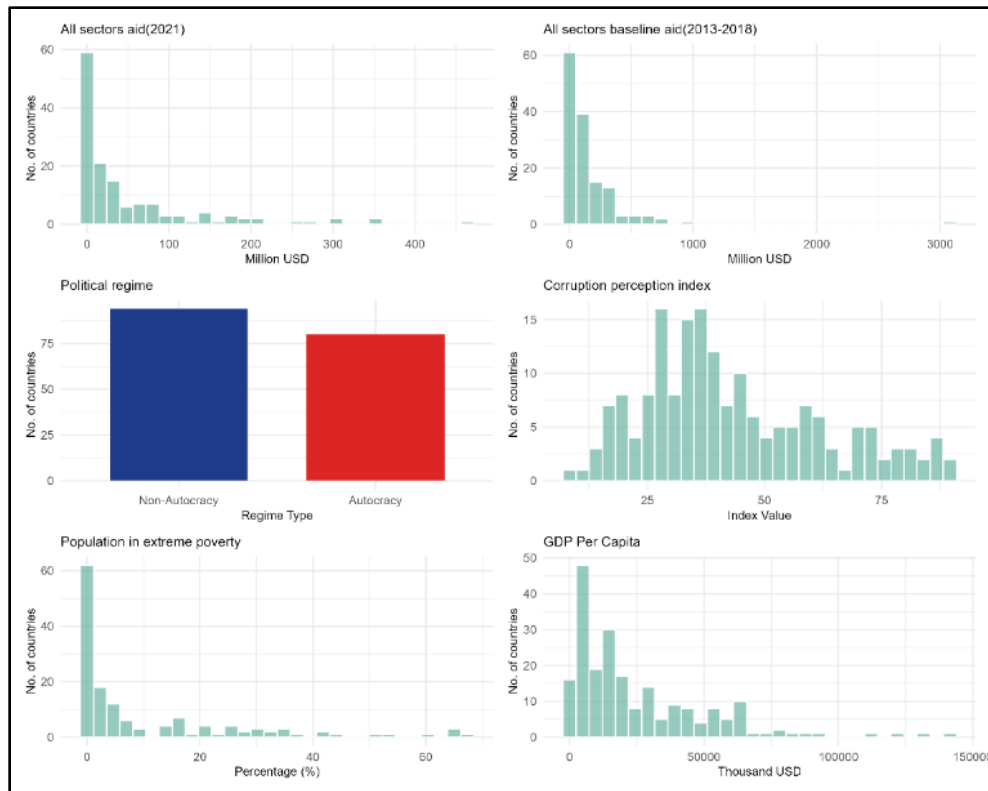 All sectors aid(2021)
No. of countries
60
40
20
0
0 100 200 300 400
Million USD
All sectors baseline aid(2013-2018)
No. of countries
60
40
20
0
0 1000 2000 3000
Million USD
Political regime
No. of countries
75
50
25
0
Non-Autocracy Autocracy
Regime Type
Corruption perception index
No. of countries
15
10
5
0
25 50 75
Index Value
Population in extreme poverty
No. of countries
60
40
20
0
0 20 40 60
Percentage (%)
GDP Per Capita
No. of countries
50
40
30
20
10
0
0 50000 100000 150000
Thousand USD